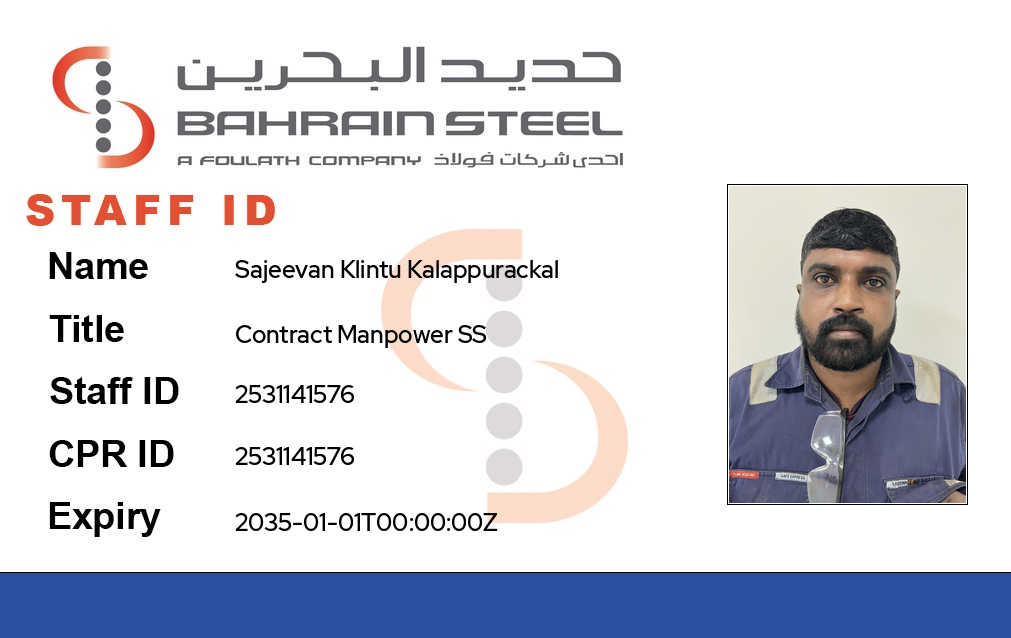 حديد البحرين
BAHRAIN STEEL
A FOULATH COMPANY احدى شركات فولاذ
STAFF ID
Name Sajeevan Klintu Kalappurackal
Title Contract Manpower SS
Staff ID 2531141576
CPR ID 2531141576
Expiry 2035-01-01T00:00:00Z